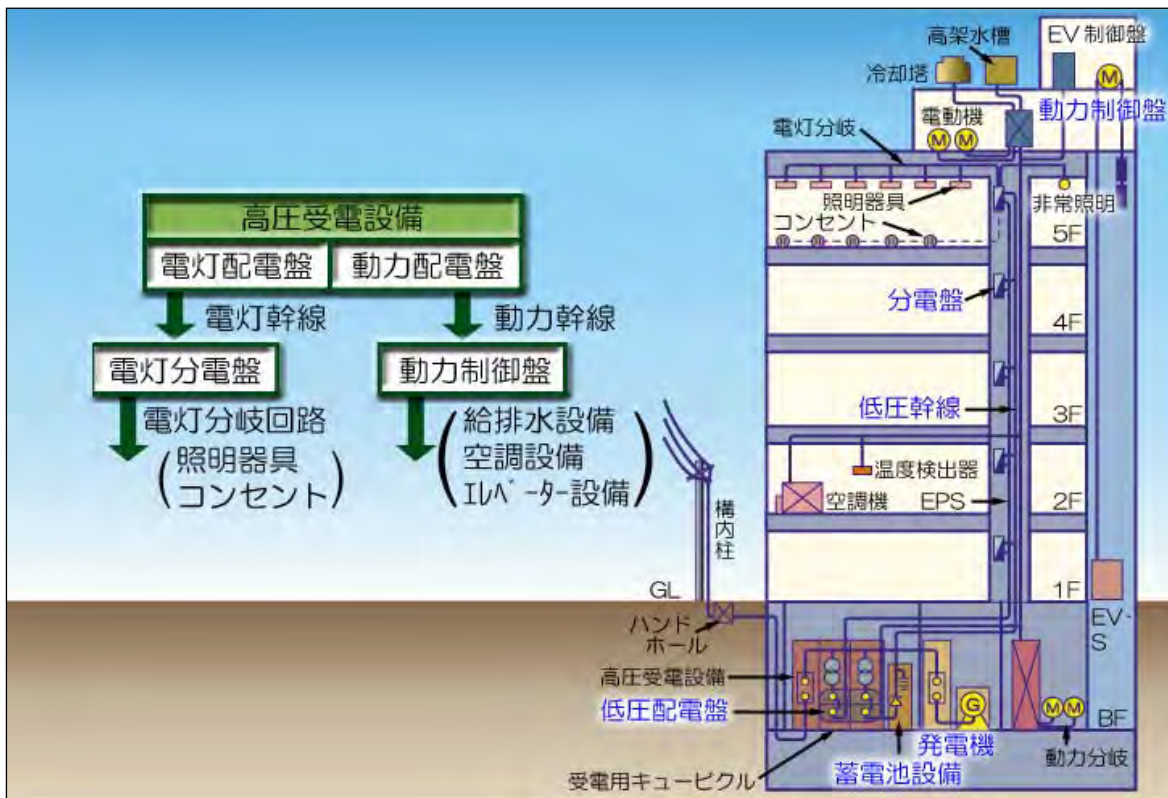 高圧受電設備
電灯配電盤
動力配電盤
電灯幹線
動力幹線
電灯分電盤
動力制御盤
電灯分岐回路
(照明器具
コンセント)
(給排水設備
空調設備
エレベーター設備)
高架水槽
EV制御盤
冷却塔
M
電動機
動力制御盤
M M
電灯分岐
照明器具
非常照明
コンセント
5F
分電盤
4F
低圧幹線
3F
温度検出器
空調機
EPS
2F
構内柱
GL
1F
ハンド
ホール
EV-
S
高圧受電設備
低圧配電盤
G
M M
BF
発電機
動力分岐
蓄電池設備
受電用キュービクル